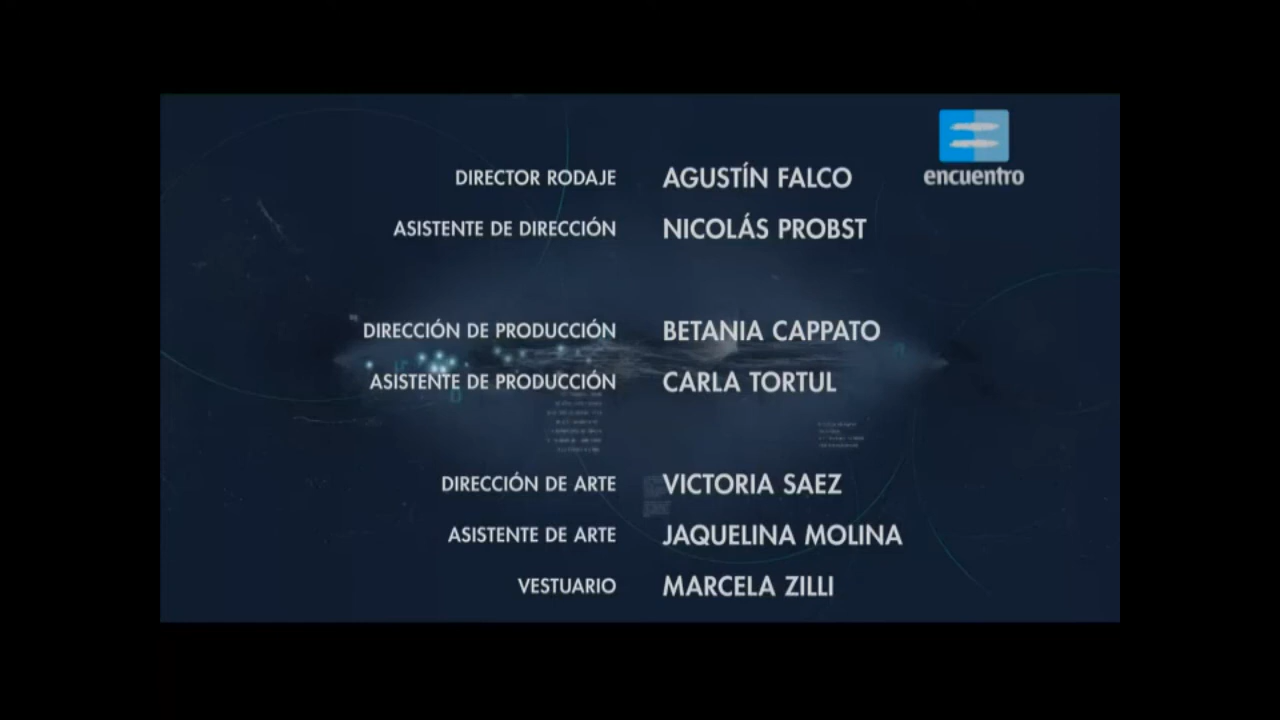 encuentro
DIRECTOR RODAJE AGUSTÍN FALCO
ASISTENTE DE DIRECCIÓN NICOLÁS PROBST
DIRECCIÓN DE PRODUCCIÓN BETANIA CAPPATO
ASISTENTE DE PRODUCCIÓN CARLA TORTUL
DIRECCIÓN DE ARTE VICTORIA SAEZ
ASISTENTE DE ARTE JAQUELINA MOLINA
VESTUARIO MARCELA ZILLI